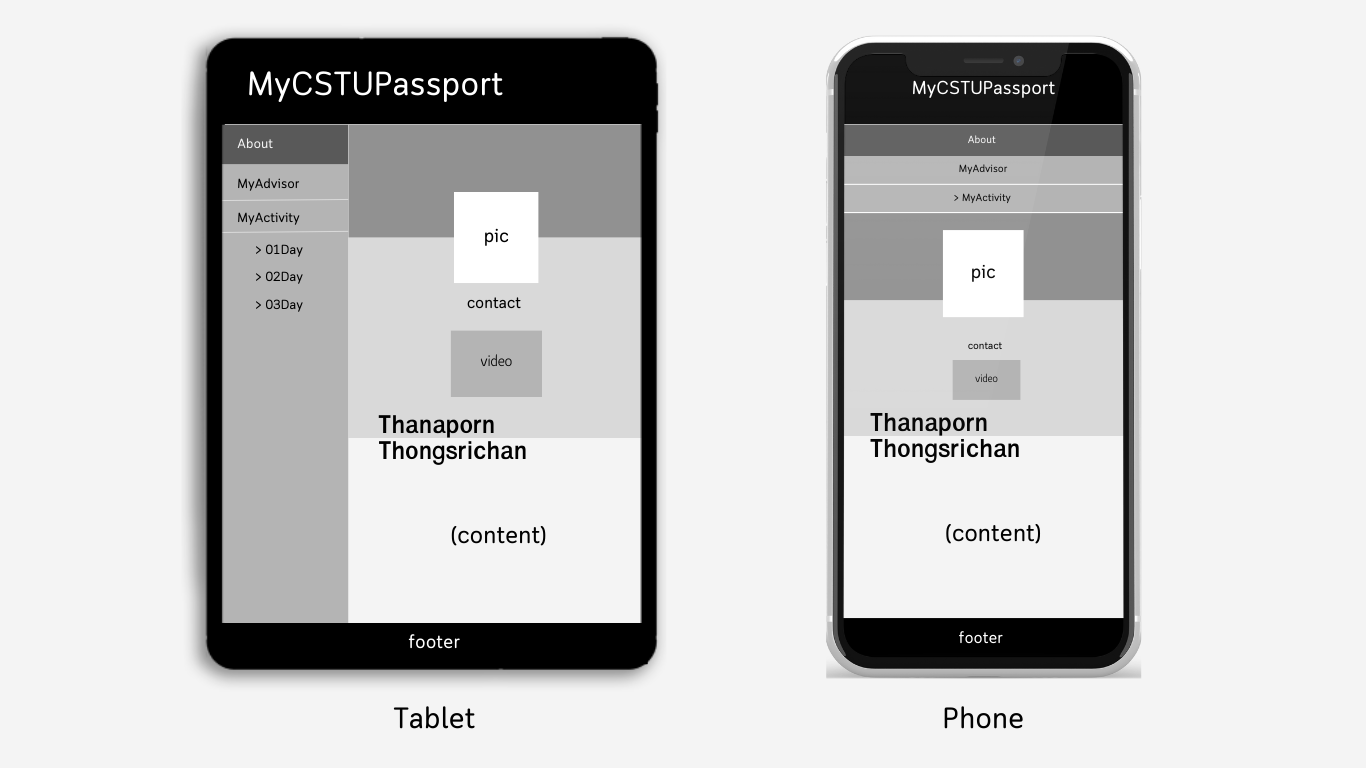 MyCSTUPassport
About
MyAdvisor
MyActivity
> 01Day
> 02Day
> 03Day
pic
contact
video
Thanaporn
Thongsrichan
(content)
footer
Tablet
MyCSTUPassport
About
MyAdvisor
> MyActivity
pic
contact
video
Thanaporn
Thongsrichan
(content)
footer
Phone